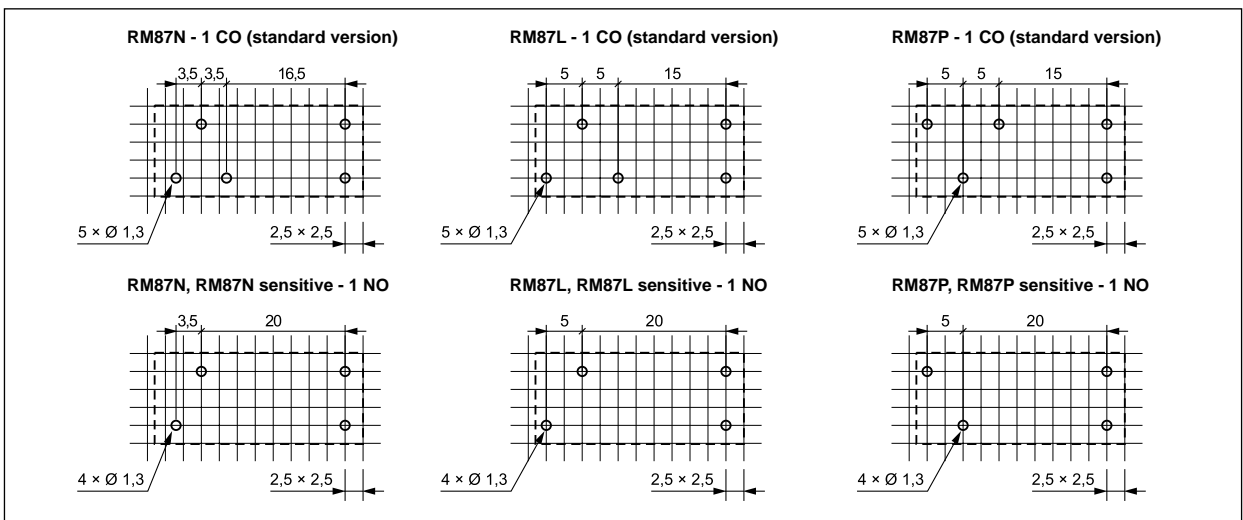 RM87N - 1 CO (standard version)
3,5 3,5 16,5
5 × Ø 1,3
2,5 × 2,5
RM87L - 1 CO (standard version)
5 5 15
5 × Ø 1,3
2,5 × 2,5
RM87P - 1 CO (standard version)
5 5 15
5 × Ø 1,3
2,5 × 2,5
RM87N, RM87N sensitive - 1 NO
3,5 20
4 × Ø 1,3
2,5 × 2,5
RM87L, RM87L sensitive - 1 NO
5 20
4 × Ø 1,3
2,5 × 2,5
RM87P, RM87P sensitive - 1 NO
5 20
4 × Ø 1,3
2,5 × 2,5